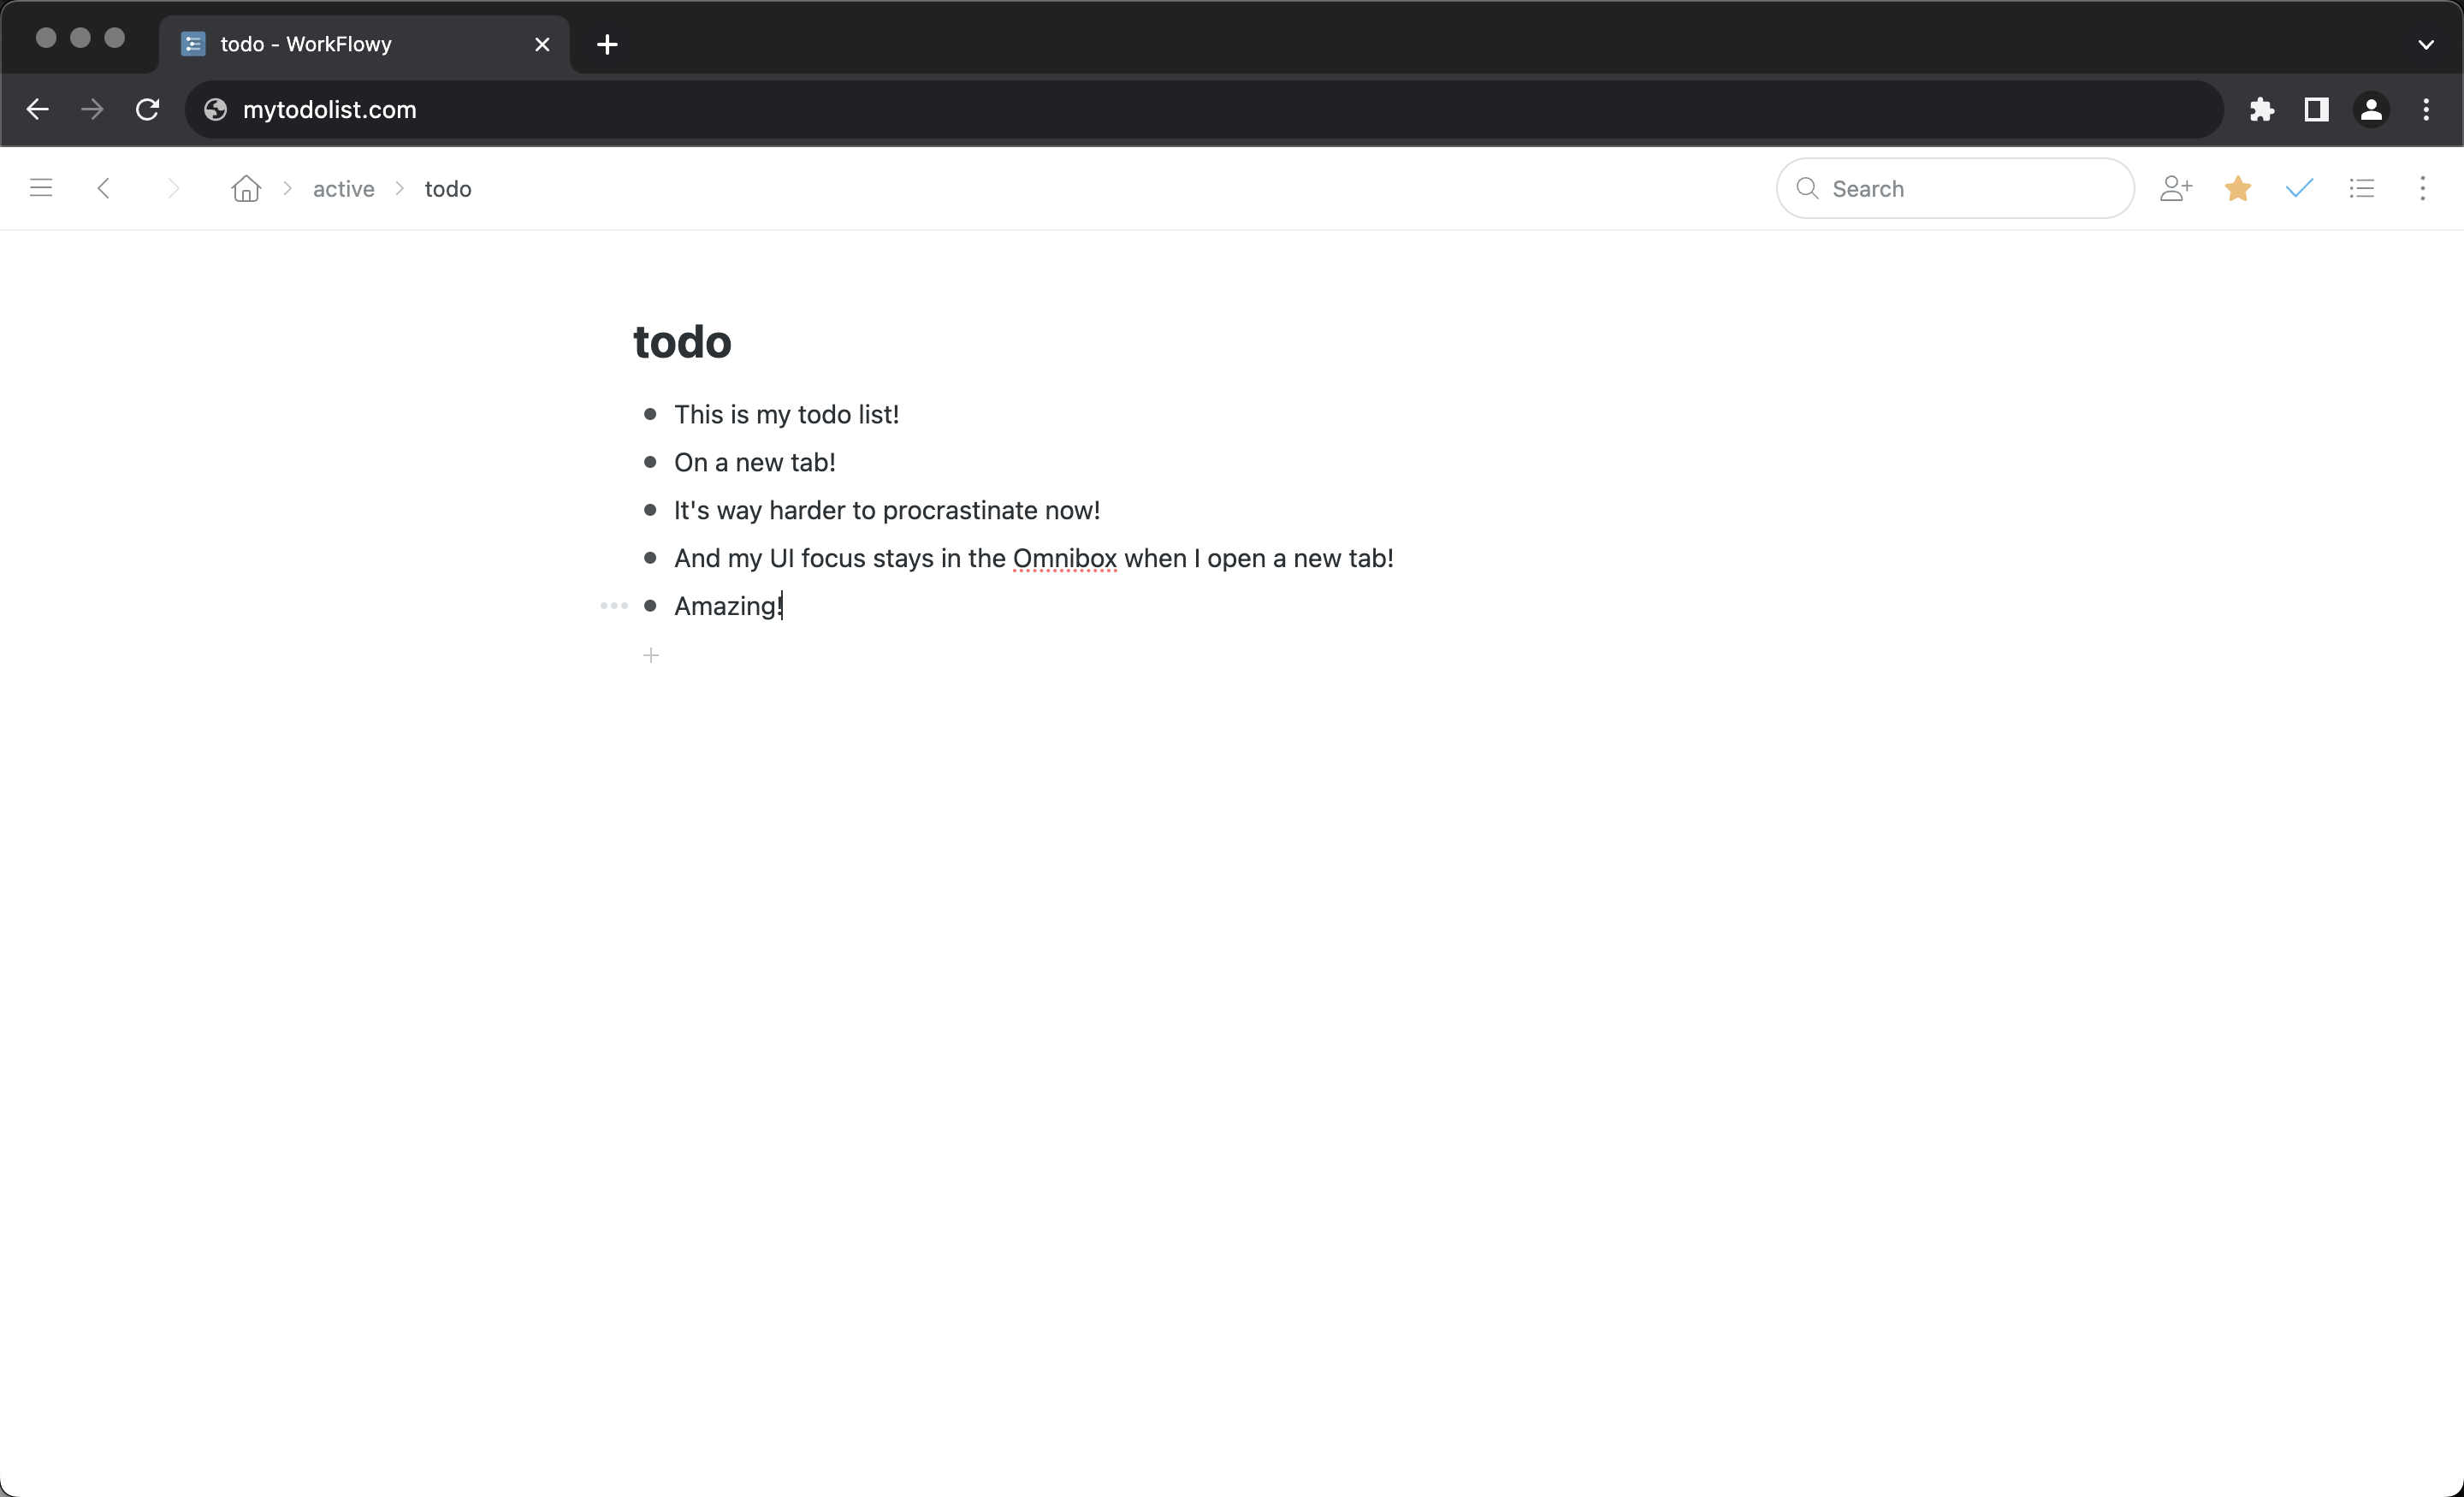 todo - WorkFlowy
mytodolist.com
active
todo
Search
todo
This is my todo list!
On a new tab!
It's way harder to procrastinate now!
And my UI focus stays in the Omnibox when I open a new tab!
Amazing!